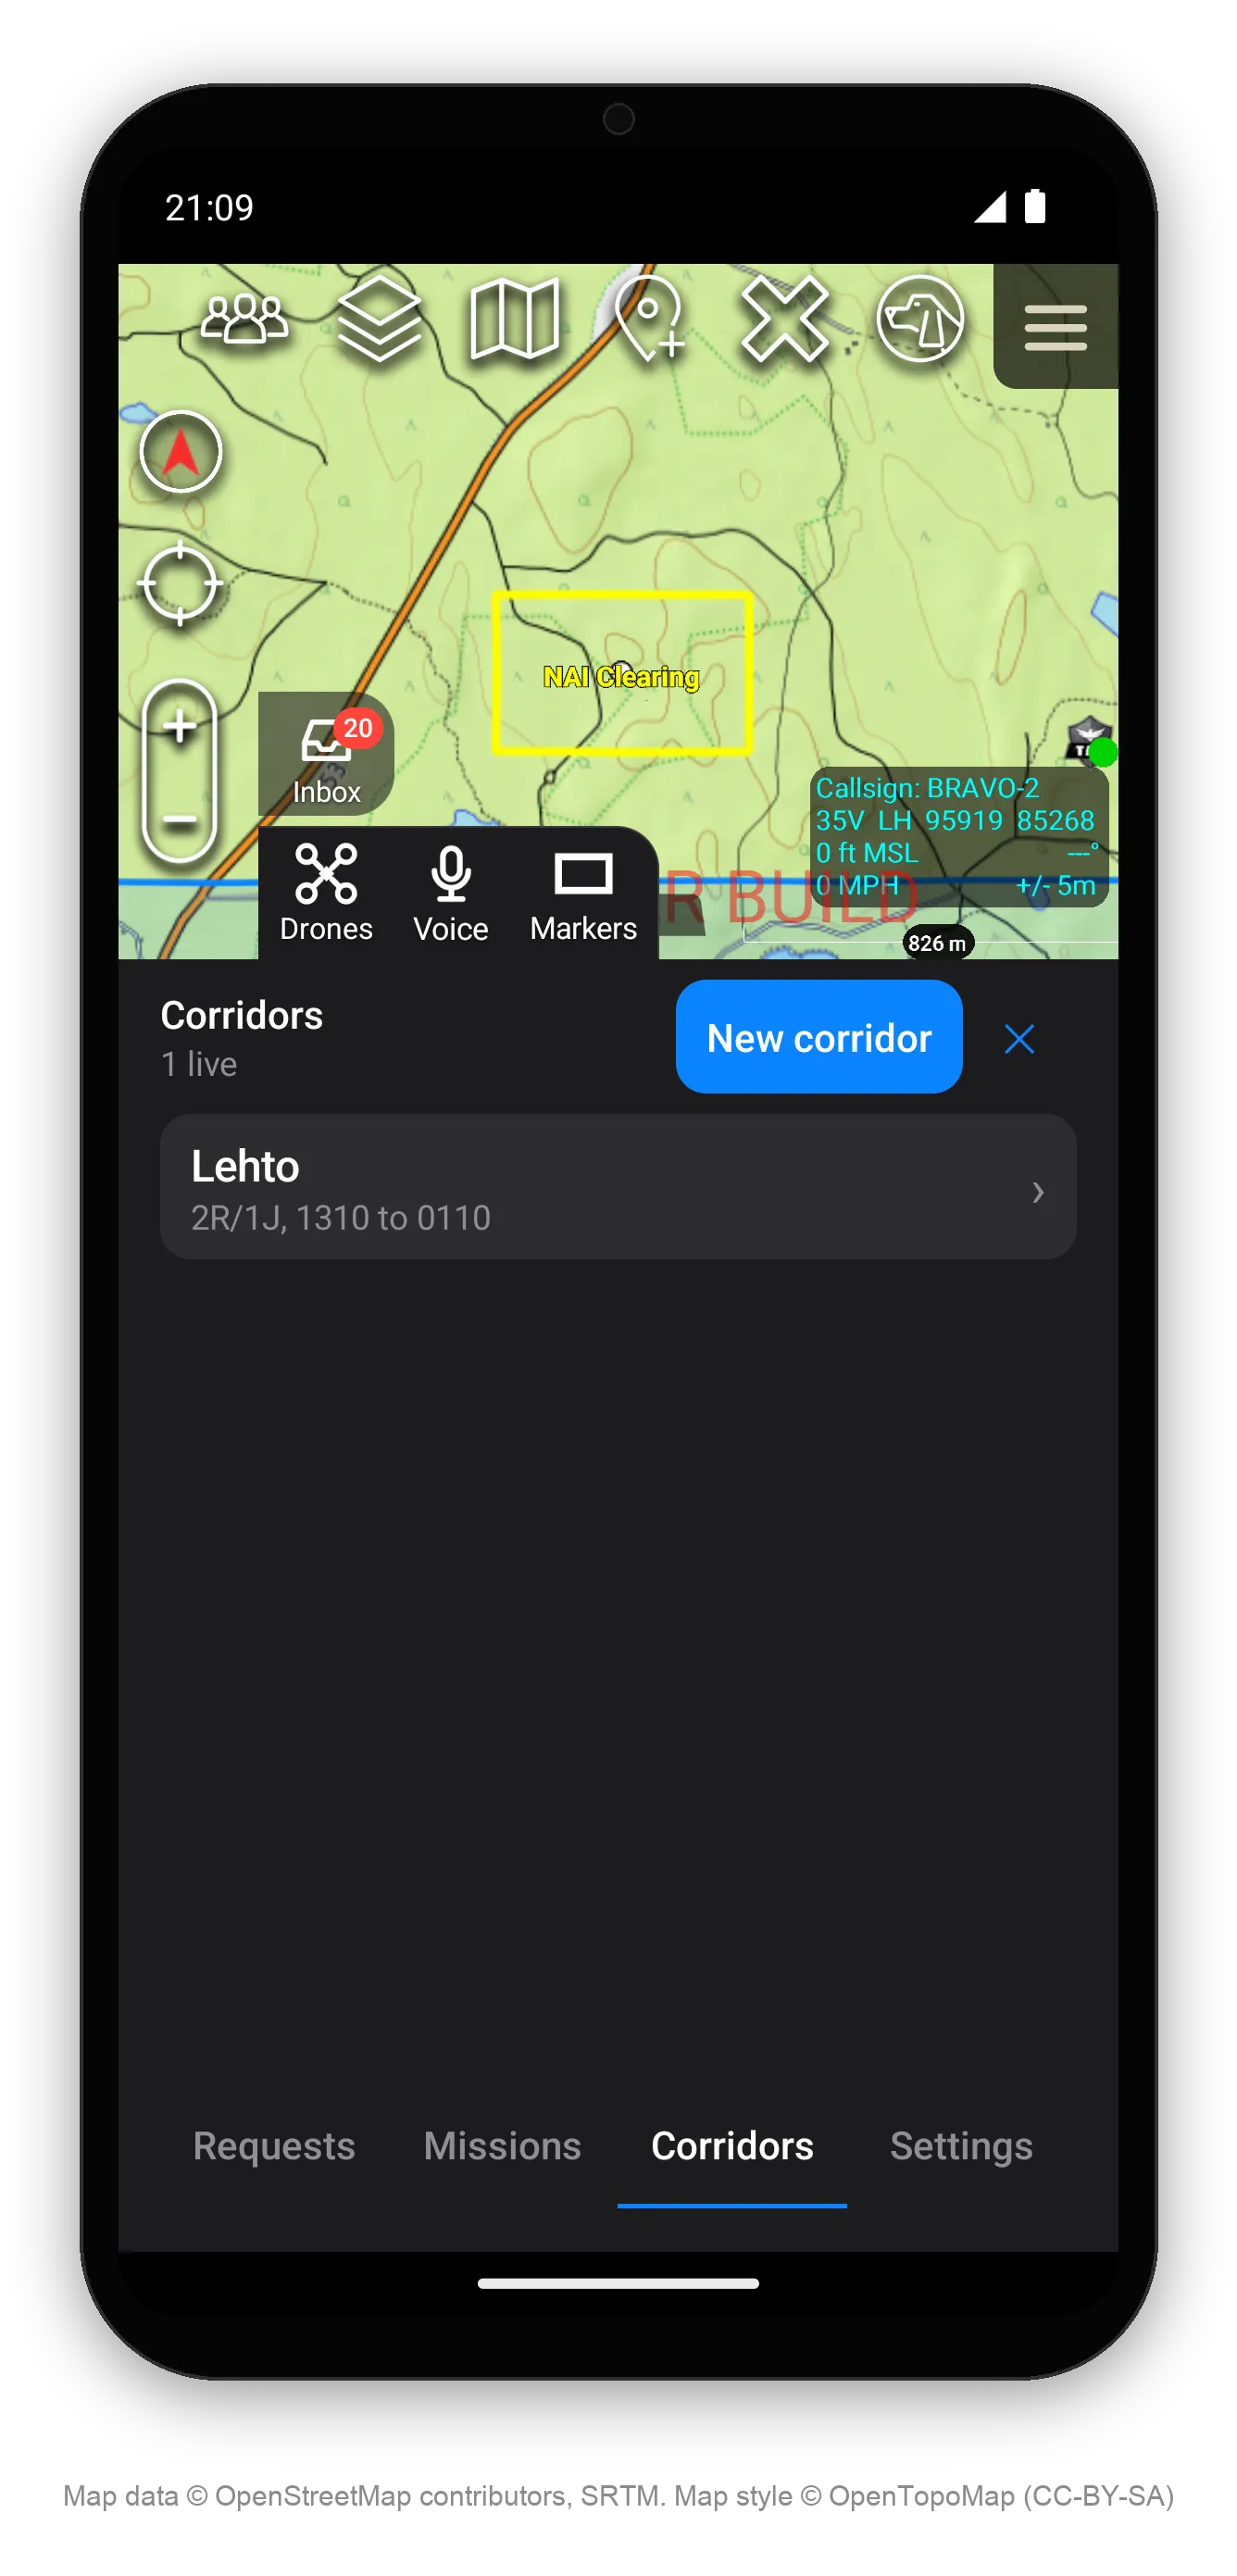 21:09
NAI Clearing
20
Inbox
Callsign: BRAVO-2
35V LH 95919 85268
0 ft MSL
---°
0 MPH
+/- 5m
R BUILD
826 m
Drones
Voice
Markers
Corridors
1 live
New corridor
Lehto
2R/1J, 1310 to 0110
Requests
Missions
Corridors
Settings
Map data © OpenStreetMap contributors, SRTM. Map style © OpenTopoMap (CC-BY-SA)